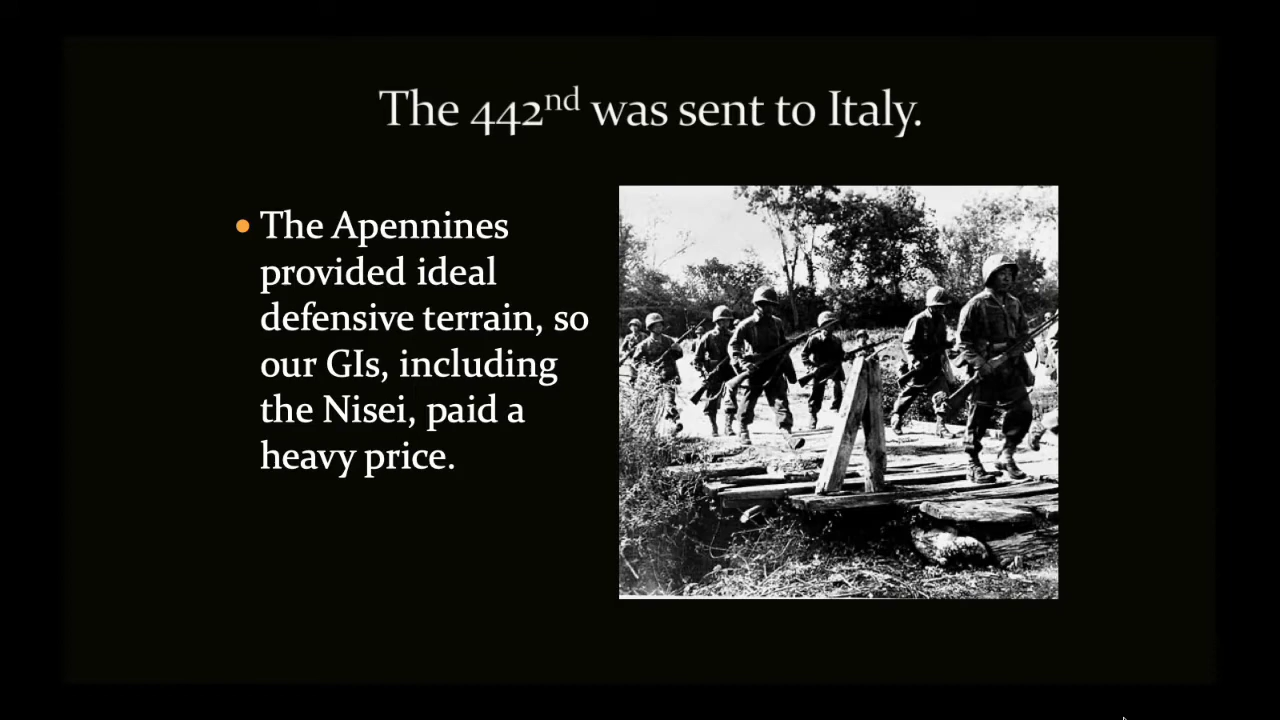 The 442nd was sent to Italy.
• The Apennines
provided ideal
defensive terrain, so
our GIs, including
the Nisei, paid a
heavy price.